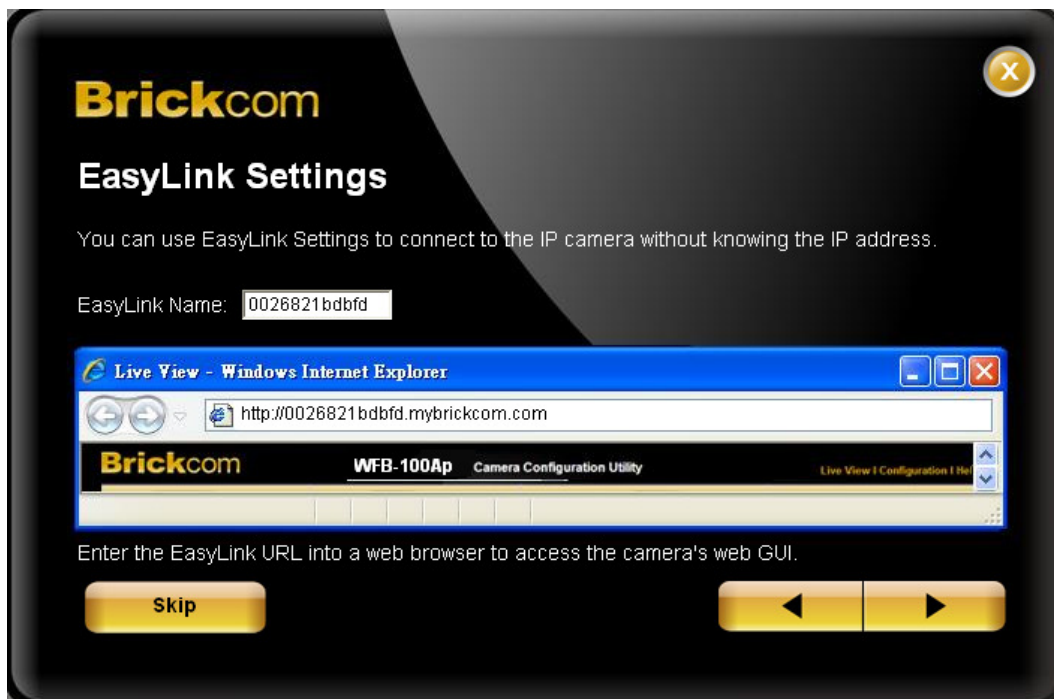 X
Brickcom
EasyLink Settings
You can use EasyLink Settings to connect to the IP camera without knowing the IP address.
EasyLink Name: 0026821bdbfd
Live View - Windows Internet Explorer
http://0026821bdbfd.mybrickcom.com
Brickcom WFB-100Ap Camera Configuration Utility Live View I Configuration I Hel
Enter the EasyLink URL into a web browser to access the camera's web GUI.
Skip